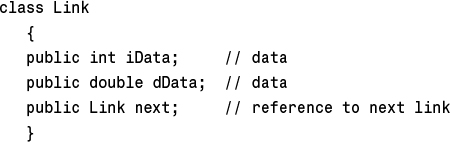 class Link
{
public int iData; // data
public double dData; // data
public Link next; // reference to next link
}